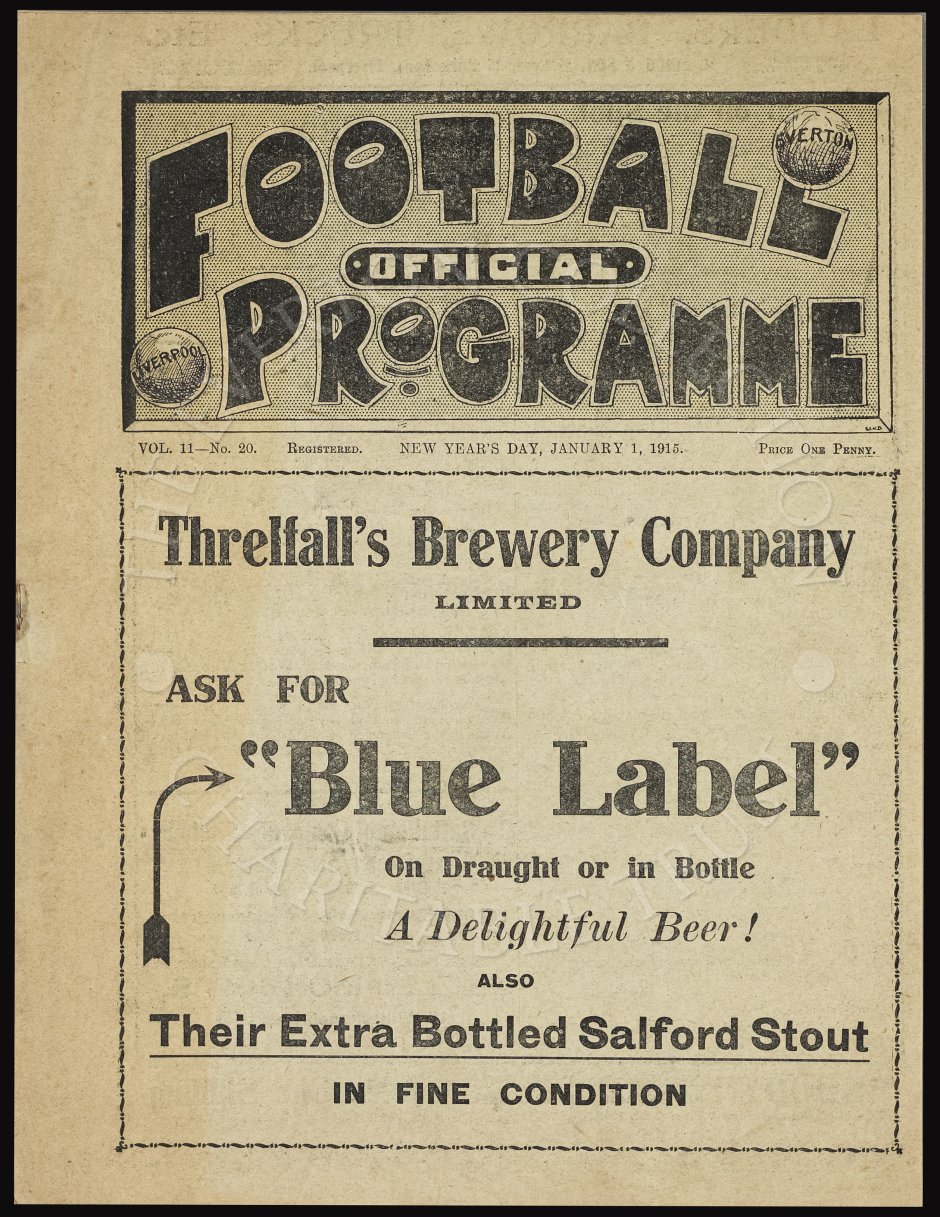 FOOTBALL
EVERTON
OFFICIAL
PROGRAMME
LIVERPOOL
VOL. 11—No. 20. REGISTERED. NEW YEAR'S DAY, JANUARY 1, 1915. PRICE ONE PENNY.
Threlfall's Brewery Company
LIMITED
ASK FOR
"Blue Label"
On Draught or in Bottle
A Delightful Beer!
ALSO
Their Extra Bottled Salford Stout
IN FINE CONDITION
CHARITABLE TRUST